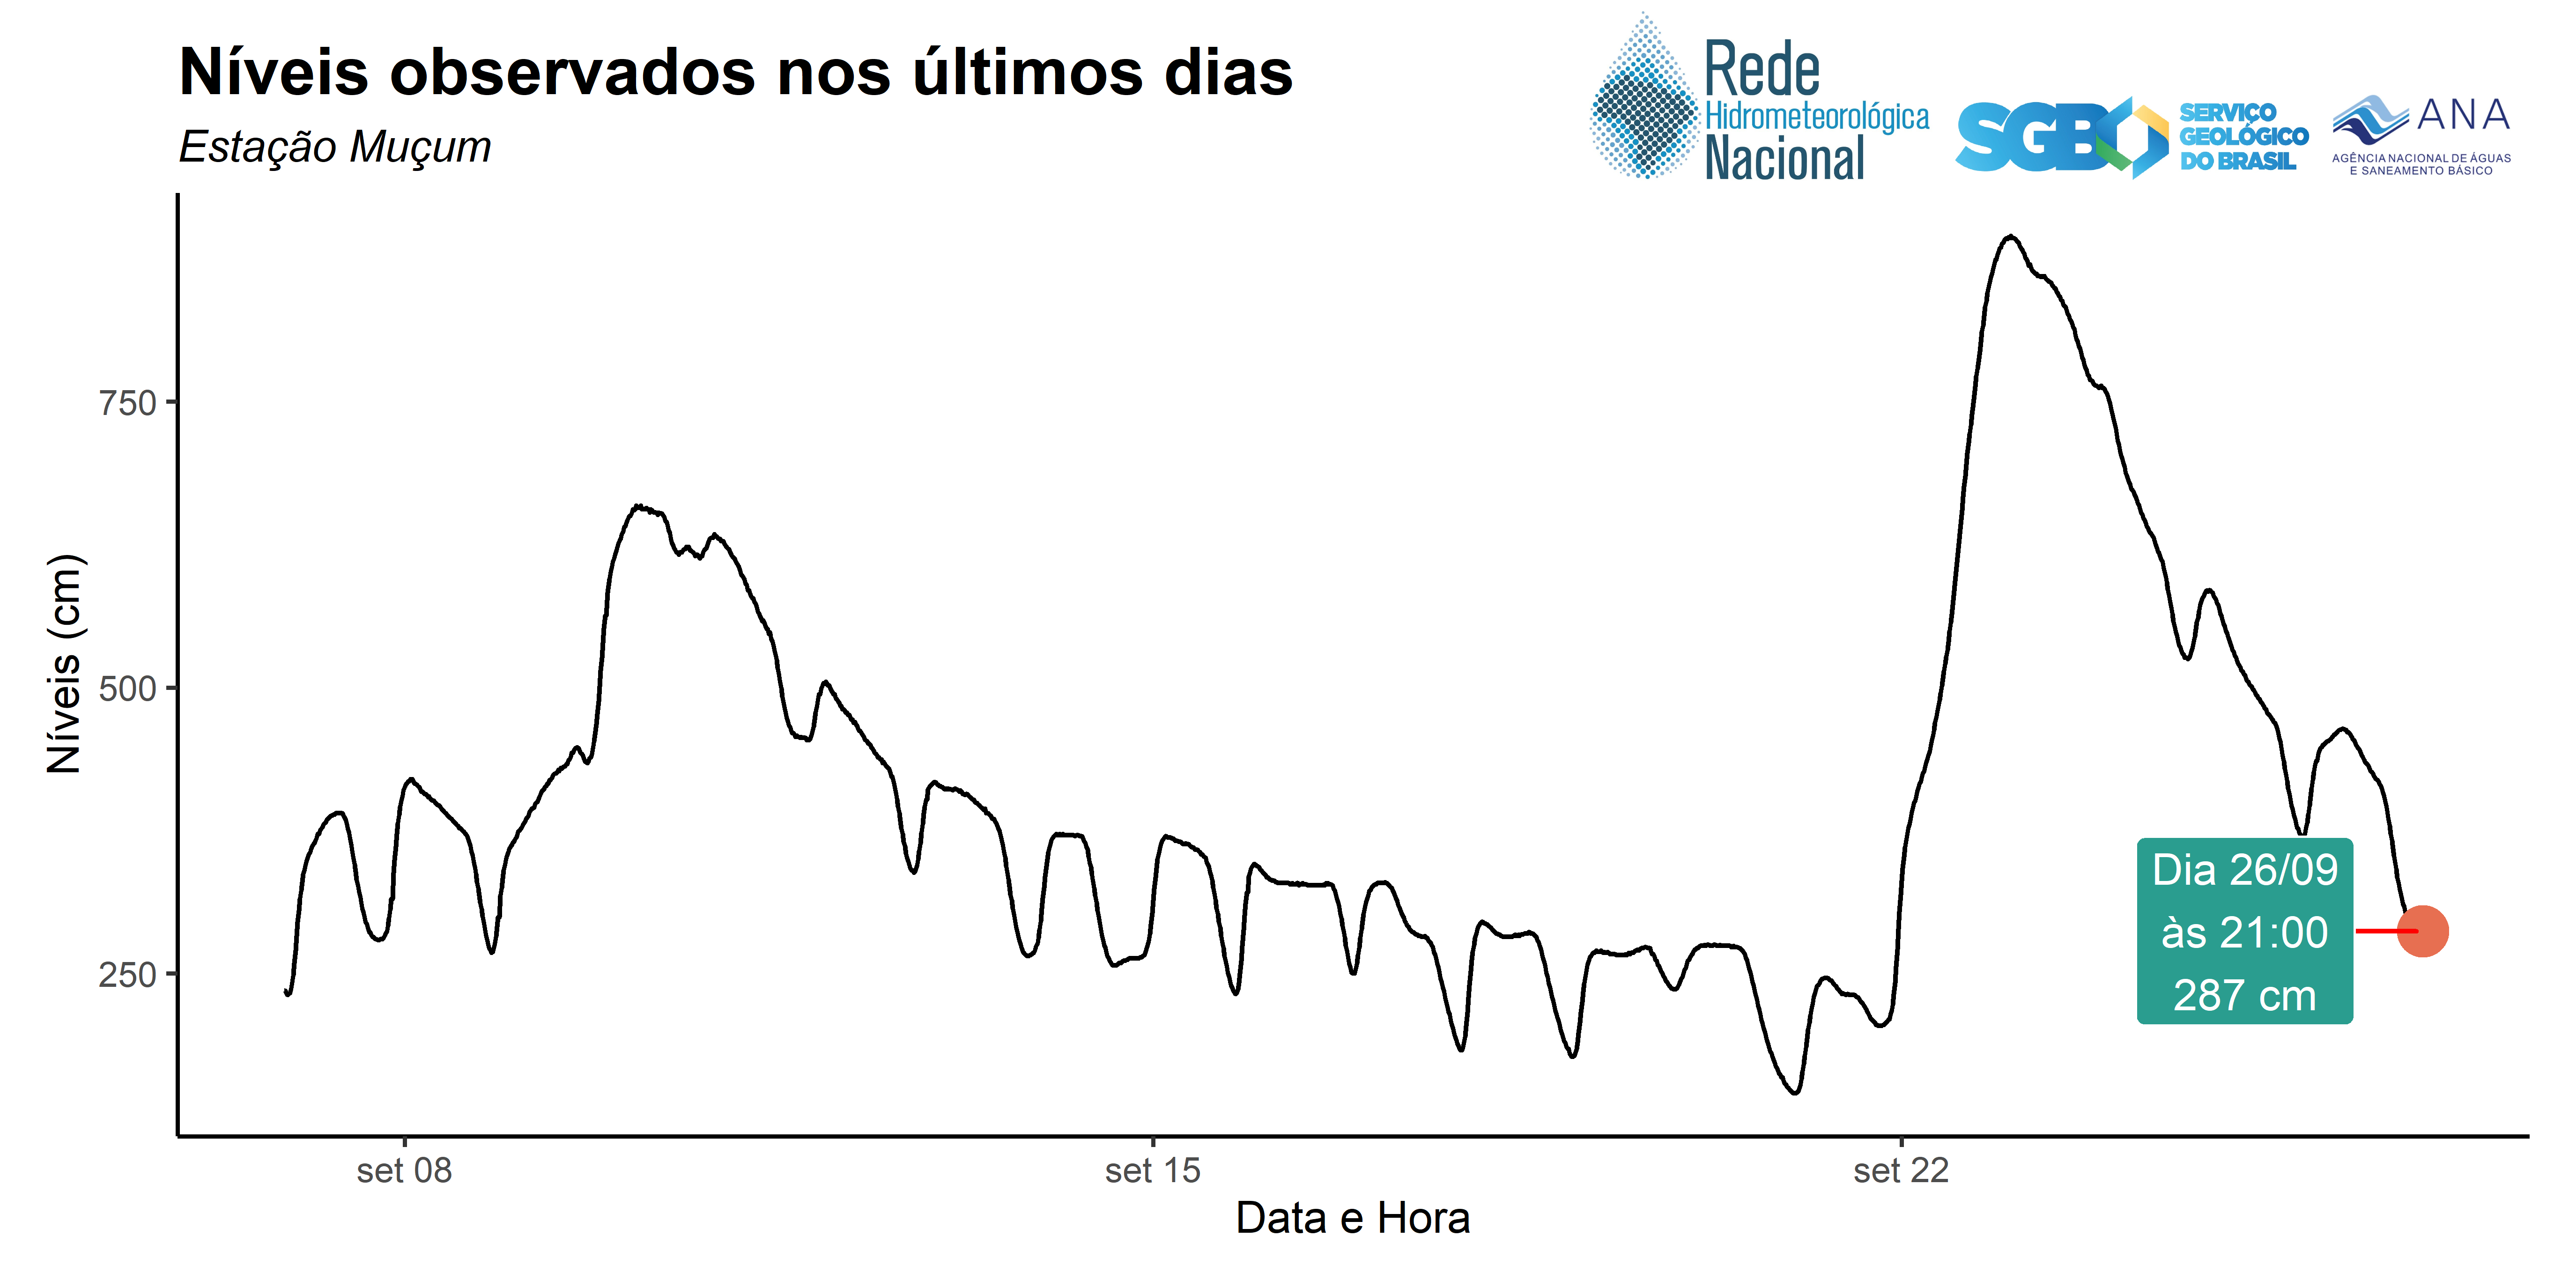 Níveis observados nos últimos dias
Estação Muçum
Rede
Hidrometeorológica
Nacional
SGB
SERVIÇO
GEOLÓGICO
DO BRASIL
ANA
AGÊNCIA NACIONAL DE ÁGUAS
E SANEAMENTO BÁSICO
Níveis (cm)
750
500
250
Dia 26/09
às 21:00
287 cm
set 08
set 15
set 22
Data e Hora